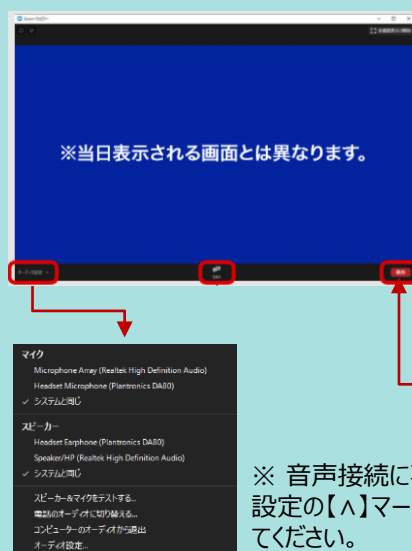 ※当日表示される画面とは異なります。
マイク
Microphone Array (Realtek High Definition Audio)
Headset Microphone (Plantronics DA80)
✓ システムと同じ
スピーカー
Headset Earphone (Plantronics DA80)
Speaker/HP (Realtek High Definition Audio)
✓ システムと同じ
スピーカー&マイクをテストする...
電話のオーディオに切り替える...
コンピューターのオーディオから退出
オーディオ設定...
※ 音声接続に
設定の【∧】マー
てください。